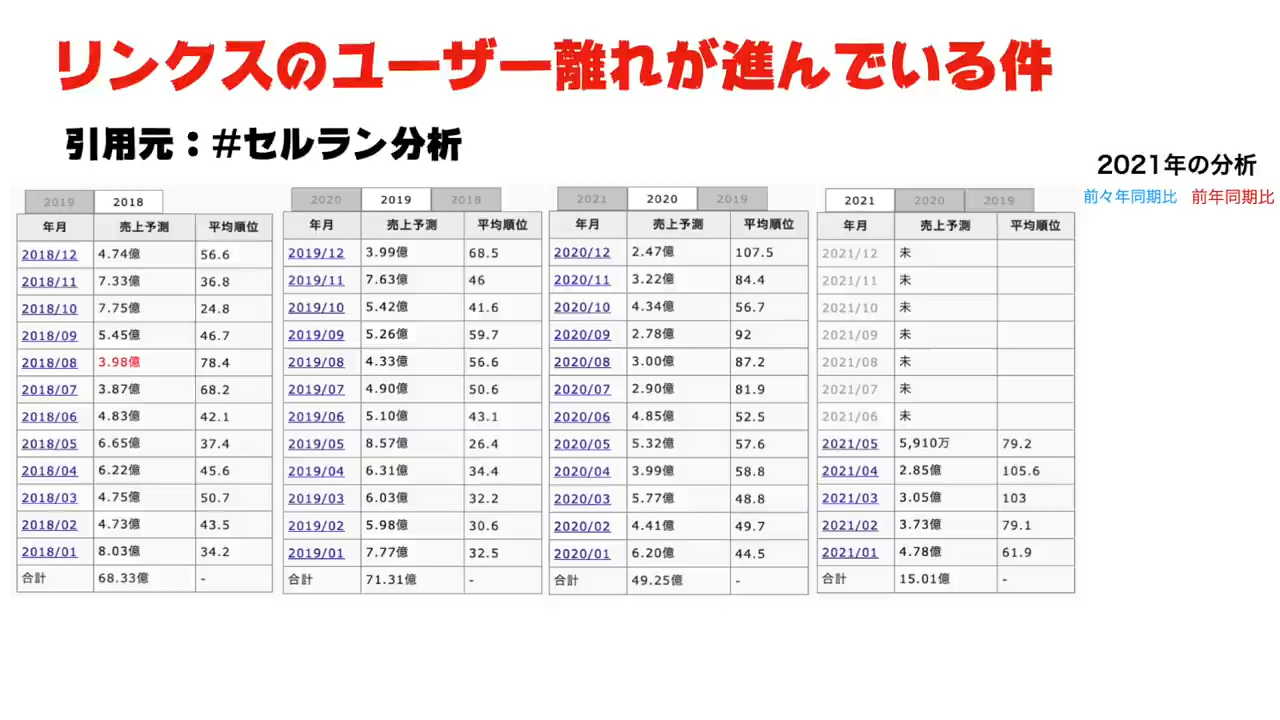 リンクスのユーザー離れが進んでいる件
引用元：#セルラン分析
2021年の分析
前々年同期比 前年同期比
2019 2018
年月 売上予測 平均順位
2018/12 4.74億 56.6
2018/11 7.33億 36.8
2018/10 7.75億 24.8
2018/09 5.45億 46.7
2018/08 3.98億 78.4
2018/07 3.87億 68.2
2018/06 4.83億 42.1
2018/05 6.65億 37.4
2018/04 6.22億 45.6
2018/03 4.75億 50.7
2018/02 4.73億 43.5
2018/01 8.03億 34.2
合計 68.33億 -
2020 2019 2018
年月 売上予測 平均順位
2019/12 3.99億 68.5
2019/11 7.63億 46
2019/10 5.42億 41.6
2019/09 5.26億 59.7
2019/08 4.33億 56.6
2019/07 4.90億 50.6
2019/06 5.10億 43.1
2019/05 8.57億 26.4
2019/04 6.31億 34.4
2019/03 6.03億 32.2
2019/02 5.98億 30.6
2019/01 7.77億 32.5
合計 71.31億 -
2021 2020 2019
年月 売上予測 平均順位
2020/12 2.47億 107.5
2020/11 3.22億 84.4
2020/10 4.34億 56.7
2020/09 2.78億 92
2020/08 3.00億 87.2
2020/07 2.90億 81.9
2020/06 4.85億 52.5
2020/05 5.32億 57.6
2020/04 3.99億 58.8
2020/03 5.77億 48.8
2020/02 4.41億 49.7
2020/01 6.20億 44.5
合計 49.25億 -
2021 2020 2019
年月 売上予測 平均順位
2021/12 未
2021/11 未
2021/10 未
2021/09 未
2021/08 未
2021/07 未
2021/06 未
2021/05 5,910万 79.2
2021/04 2.85億 105.6
2021/03 3.05億 103
2021/02 3.73億 79.1
2021/01 4.78億 61.9
合計 15.01億 -